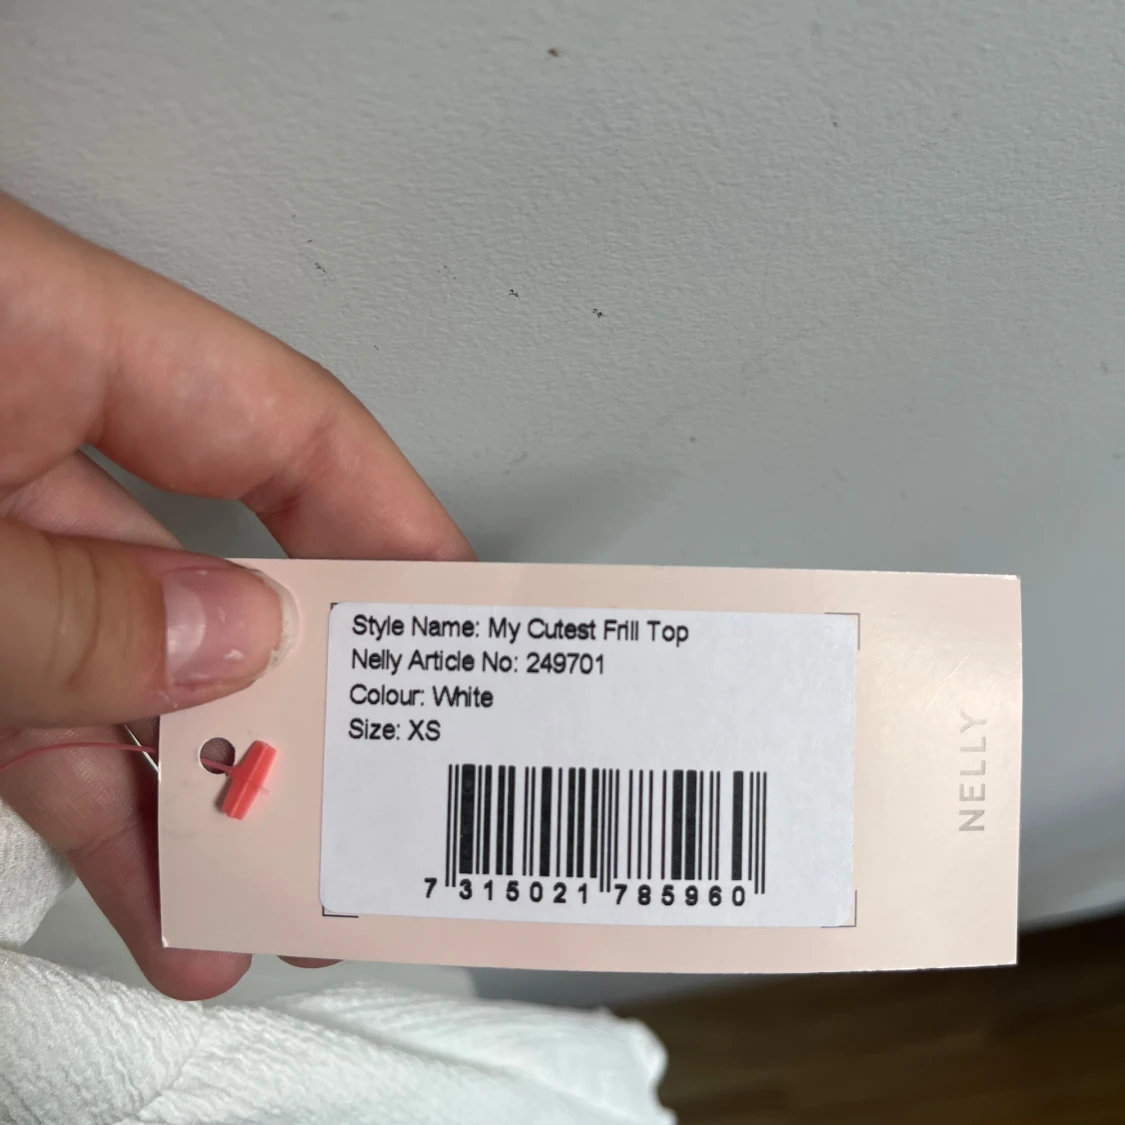 Style Name: My Cutest Frill Top
Nelly Article No: 249701
Colour: White
Size: XS
7 315021 785960
NELLY